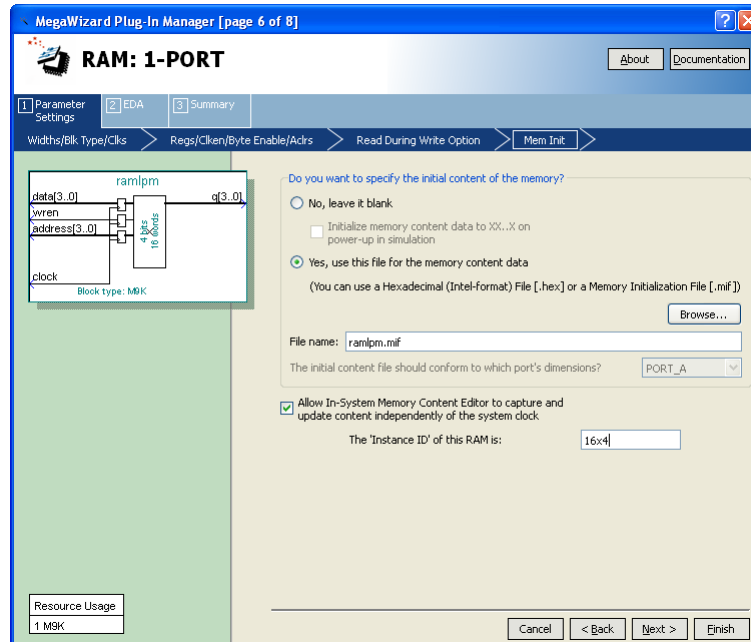 MegaWizard Plug-In Manager [page 6 of 8]
RAM: 1-PORT
About
Documentation
1 Parameter Settings
2 EDA
3 Summary
Widths/Blk Type/Clks
Regs/Clken/Byte Enable/Aclrs
Read During Write Option
Mem Init
ramlpm
data[3..0]
q[3..0]
wren
address[3..0]
4 bits
16 words
clock
Block type: M9K
Do you want to specify the initial content of the memory?
No, leave it blank
Initialize memory content data to XX..X on
power-up in simulation
Yes, use this file for the memory content data
(You can use a Hexadecimal (Intel-format) File [.hex] or a Memory Initialization File [.mif])
Browse...
File name: ramlpm.mif
The initial content file should conform to which port's dimensions? PORT_A
Allow In-System Memory Content Editor to capture and
update content independently of the system clock
The 'Instance ID' of this RAM is: 16x4
Resource Usage
1 M9K
Cancel
< Back
Next >
Finish